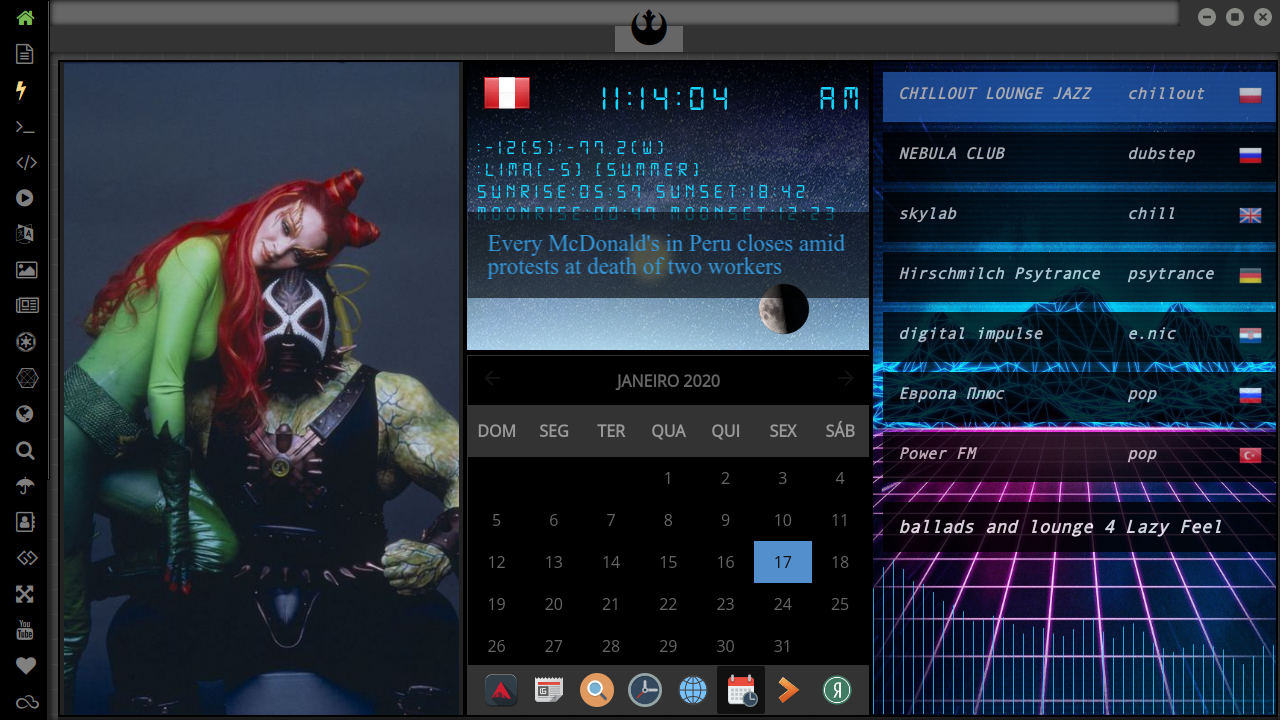 11:14:04 AM
:-12(S):-77.2(W)
:LIMA(-5) [SUMMER]
SUNRISE:05:57 SUNSET:18:42
MOONRISE:00:49 MOONSET:12:23
Every McDonald's in Peru closes amid
protests at death of two workers
JANEIRO 2020
DOM SEG TER QUA QUI SEX SÁB
1 2 3 4
5 6 7 8 9 10 11
12 13 14 15 16 17 18
19 20 21 22 23 24 25
26 27 28 29 30 31
CHILLOUT LOUNGE JAZZ chillout
NEBULA CLUB dubstep
skylab chill
Hirschmilch Psytrance psytrance
digital impulse e.nic
Европа Плюс pop
Power FM pop
ballads and lounge 4 Lazy Feel
You
Tube
Я